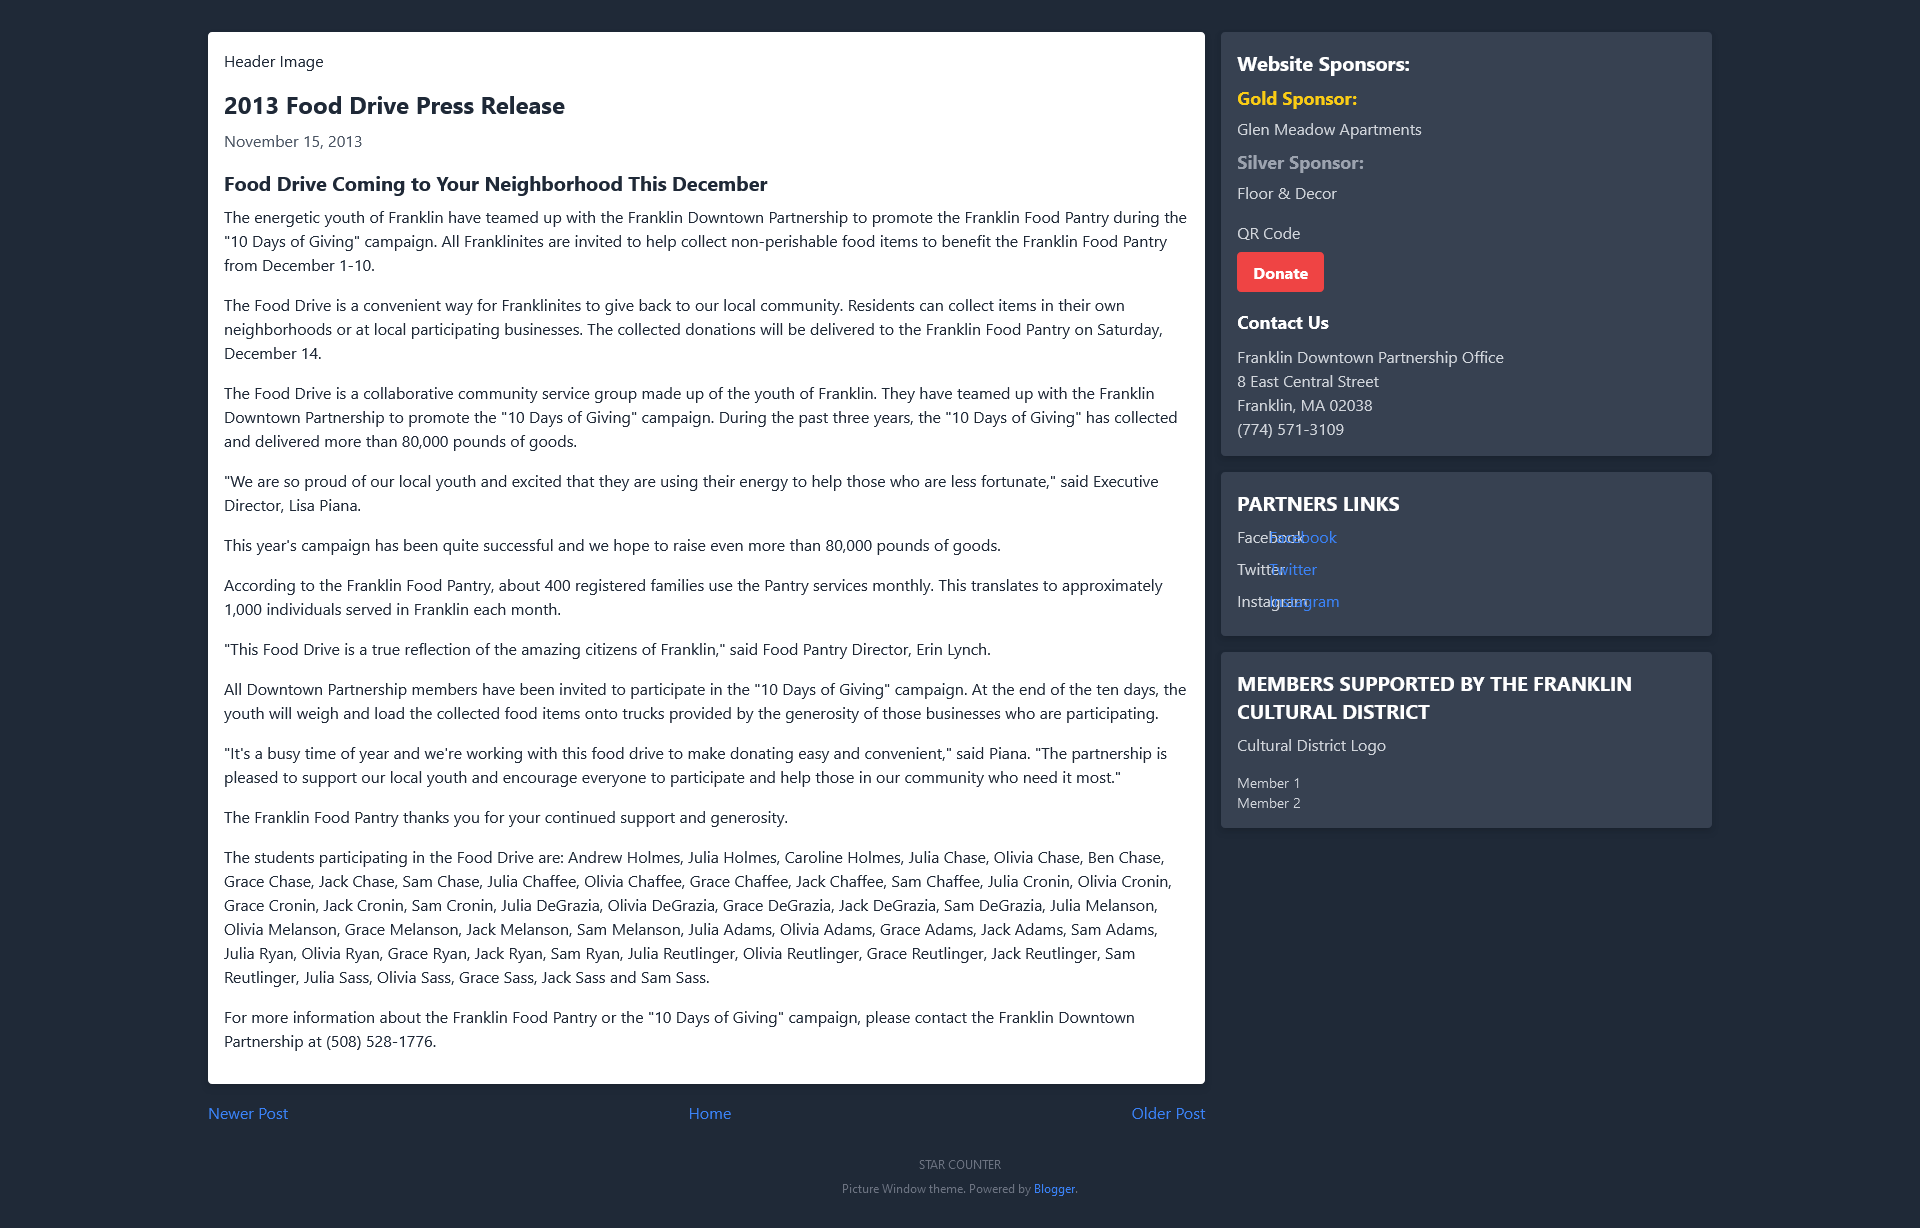 Header Image
2013 Food Drive Press Release
November 15, 2013
Food Drive Coming to Your Neighborhood This December
The energetic youth of Franklin have teamed up with the Franklin Downtown Partnership to promote the Franklin Food Pantry during the
"10 Days of Giving" campaign. All Franklinites are invited to help collect non-perishable food items to benefit the Franklin Food Pantry
from December 1-10.
The Food Drive is a convenient way for Franklinites to give back to our local community. Residents can collect items in their own
neighborhoods or at local participating businesses. The collected donations will be delivered to the Franklin Food Pantry on Saturday,
December 14.
The Food Drive is a collaborative community service group made up of the youth of Franklin. They have teamed up with the Franklin
Downtown Partnership to promote the "10 Days of Giving" campaign. During the past three years, the "10 Days of Giving" has collected
and delivered more than 80,000 pounds of goods.
"We are so proud of our local youth and excited that they are using their energy to help those who are less fortunate," said Executive
Director, Lisa Piana.
This year's campaign has been quite successful and we hope to raise even more than 80,000 pounds of goods.
According to the Franklin Food Pantry, about 400 registered families use the Pantry services monthly. This translates to approximately
1,000 individuals served in Franklin each month.
"This Food Drive is a true reflection of the amazing citizens of Franklin," said Food Pantry Director, Erin Lynch.
All Downtown Partnership members have been invited to participate in the "10 Days of Giving" campaign. At the end of the ten days, the
youth will weigh and load the collected food items onto trucks provided by the generosity of those businesses who are participating.
"It's a busy time of year and we're working with this food drive to make donating easy and convenient," said Piana. "The partnership is
pleased to support our local youth and encourage everyone to participate and help those in our community who need it most."
The Franklin Food Pantry thanks you for your continued support and generosity.
The students participating in the Food Drive are: Andrew Holmes, Julia Holmes, Caroline Holmes, Julia Chase, Olivia Chase, Ben Chase,
Grace Chase, Jack Chase, Sam Chase, Julia Chaffee, Olivia Chaffee, Grace Chaffee, Jack Chaffee, Sam Chaffee, Julia Cronin, Olivia Cronin,
Grace Cronin, Jack Cronin, Sam Cronin, Julia DeGrazia, Olivia DeGrazia, Grace DeGrazia, Jack DeGrazia, Sam DeGrazia, Julia Melanson,
Olivia Melanson, Grace Melanson, Jack Melanson, Sam Melanson, Julia Adams, Olivia Adams, Grace Adams, Jack Adams, Sam Adams,
Julia Ryan, Olivia Ryan, Grace Ryan, Jack Ryan, Sam Ryan, Julia Reutlinger, Olivia Reutlinger, Grace Reutlinger, Jack Reutlinger, Sam
Reutlinger, Julia Sass, Olivia Sass, Grace Sass, Jack Sass and Sam Sass.
For more information about the Franklin Food Pantry or the "10 Days of Giving" campaign, please contact the Franklin Downtown
Partnership at (508) 528-1776.
Newer Post
Home
Older Post
Website Sponsors:
Gold Sponsor:
Glen Meadow Apartments
Silver Sponsor:
Floor & Decor
QR Code
Donate
Contact Us
Franklin Downtown Partnership Office
8 East Central Street
Franklin, MA 02038
(774) 571-3109
PARTNERS LINKS
Facebook Facebook
Twitter Twitter
Instagram Instagram
MEMBERS SUPPORTED BY THE FRANKLIN
CULTURAL DISTRICT
Cultural District Logo
Member 1
Member 2
STAR COUNTER
Picture Window theme. Powered by Blogger.